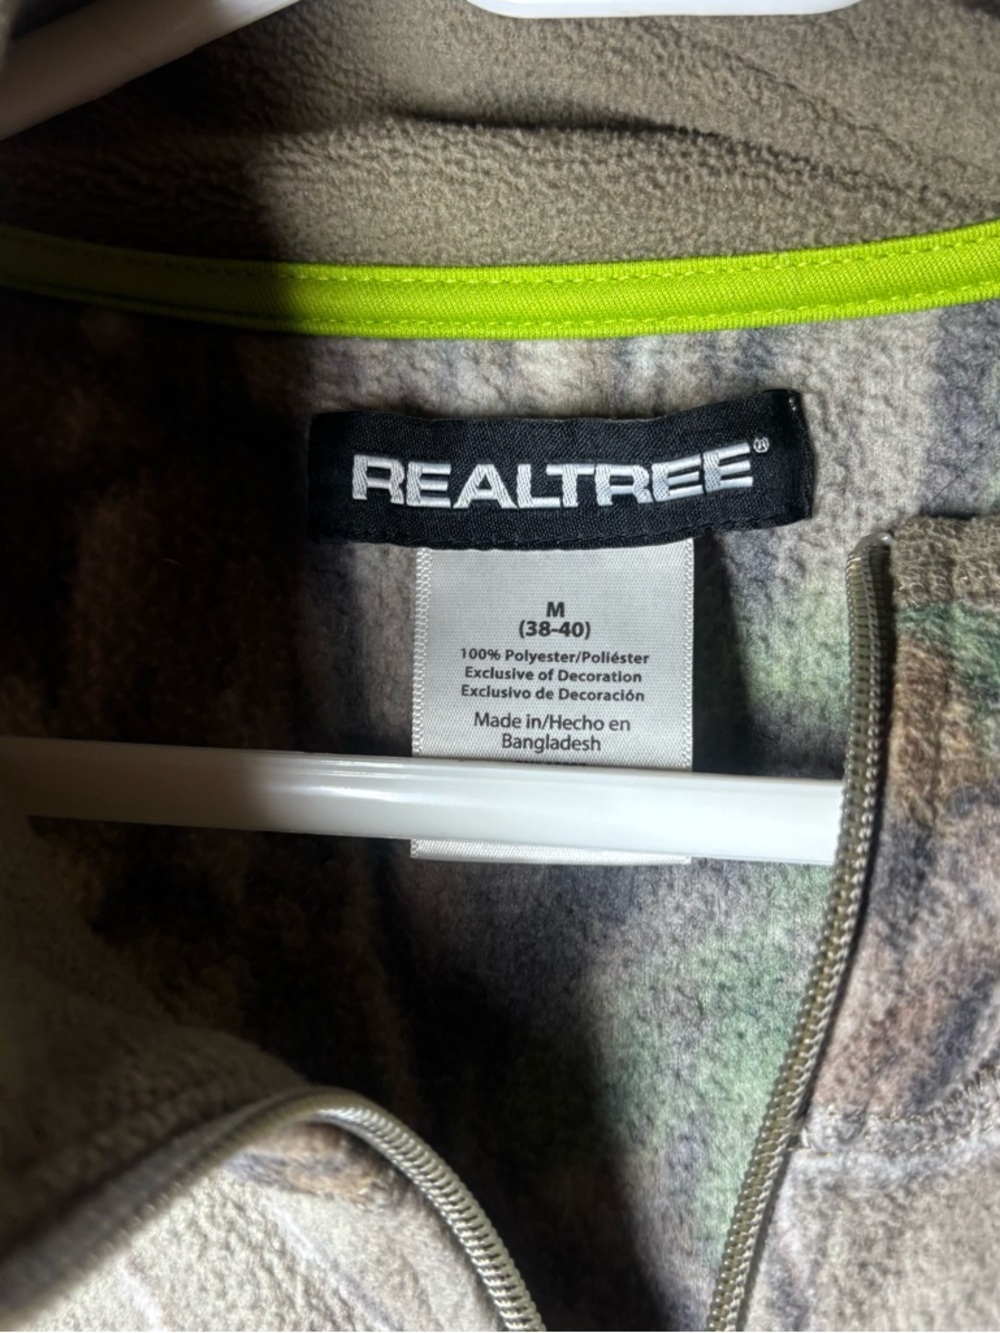 REALTREE®
M
(38-40)
100% Polyester/Poliéster
Exclusive of Decoration
Exclusivo de Decoración
Made in/Hecho en
Bangladesh